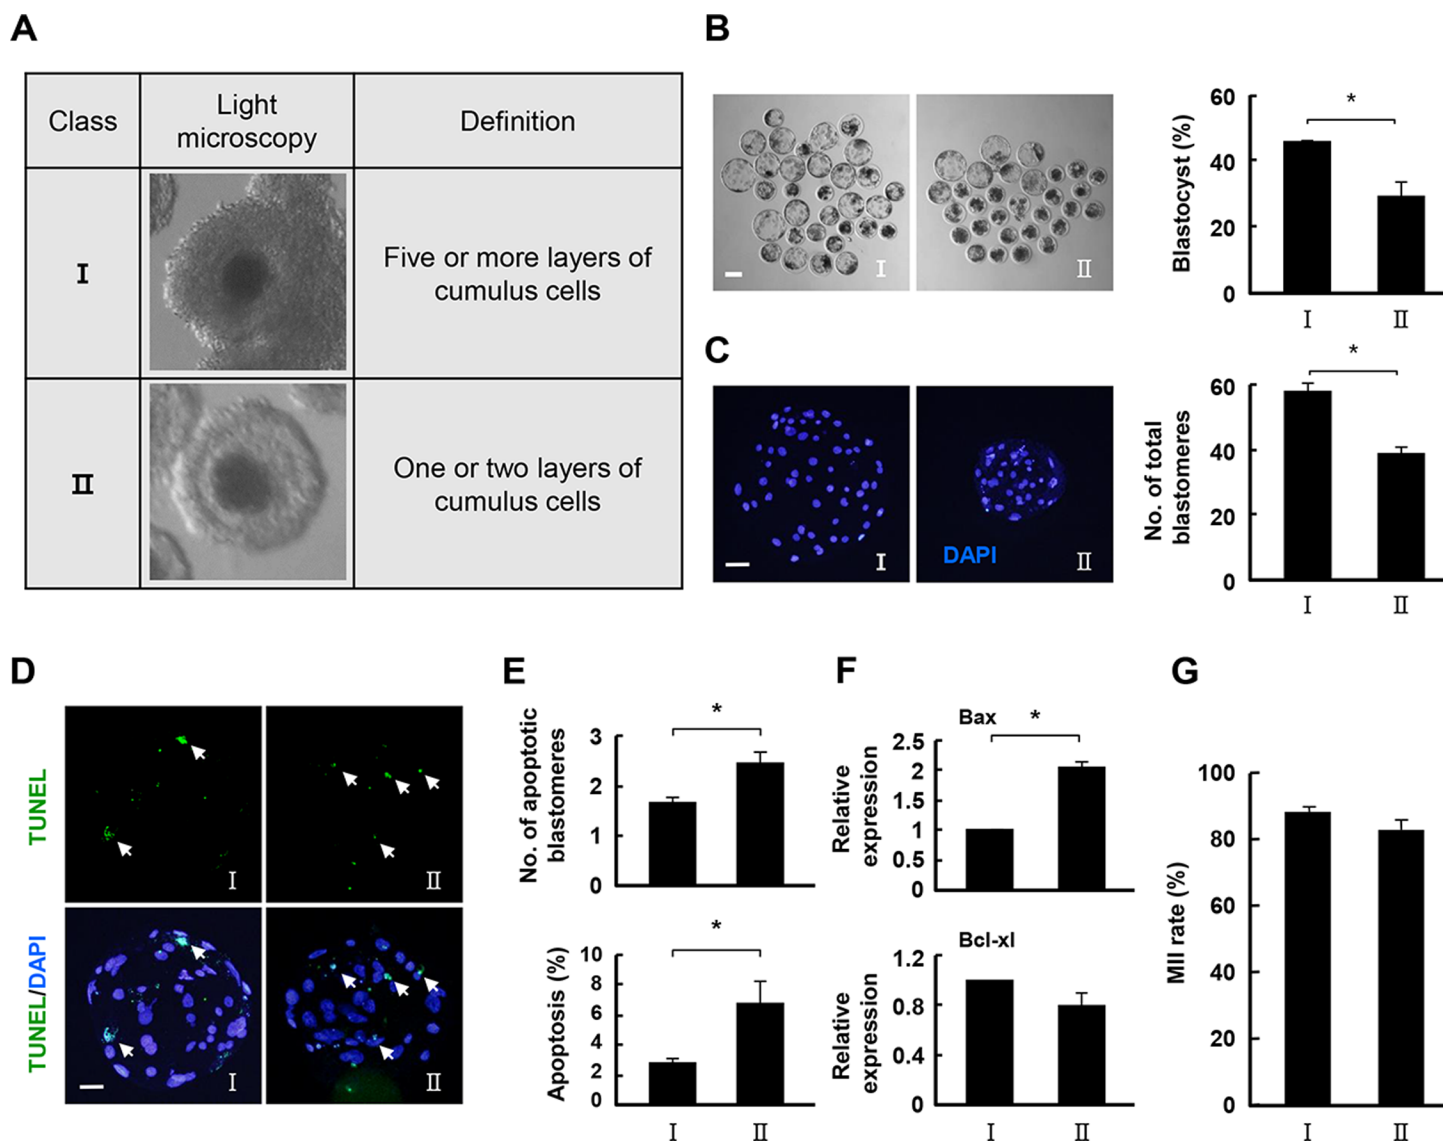 A
Class
Light
microscopy
Definition
I
Five or more layers of
cumulus cells
II
One or two layers of
cumulus cells
B
I
II
Blastocyst (%)
60
40
20
0
*
I
II
C
I
DAPI
II
No. of total
blastomeres
60
40
20
0
*
I
II
D
TUNEL
I
II
TUNEL/DAPI
I
II
E
No. of apoptotic
blastomeres
3
2
1
0
*
Apoptosis (%)
10
8
6
4
2
0
*
I
II
F
Bax
Relative
expression
2.5
2
1.5
1
0.5
0
*
Bcl-xl
Relative
expression
1.2
0.8
0.4
0
I
II
G
MII rate (%)
100
80
60
40
20
0
I
II